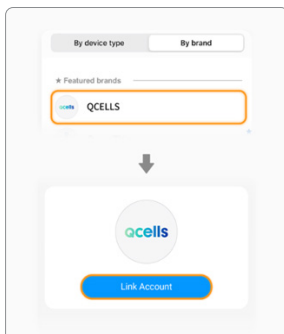 By device type
By brand
★ Featured brands
qcells
QCELLS
qcells
Link Account